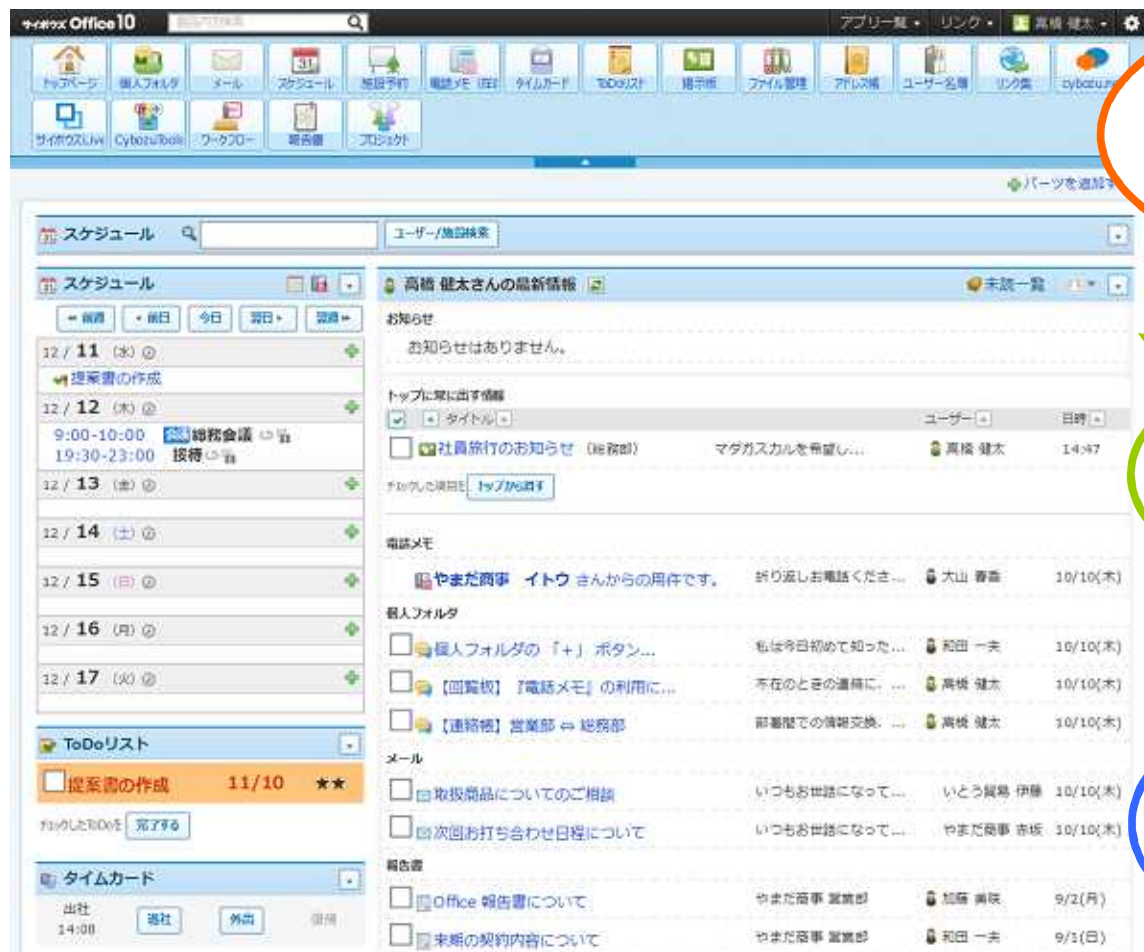 サイボウズ Office 10
アプリ一覧 リンク 高橋 健太
トップページ 個人フォルダ メール スケジュール 施設予約 電話メモ タイムカード ToDoリスト 掲示板 ファイル管理 アドレス帳 ユーザー名簿 リンク集 cybozu.n
サイボウズLive CybozuTools ワークフロー 報告書 プロジェクト
パーツを追加す
スケジュール ユーザー/施設検索
スケジュール
前週 前日 今日 翌日 翌週
12 / 11 (水)
提案書の作成
12 / 12 (木)
9:00-10:00 会議 総務会議
19:30-23:00 接待
12 / 13 (金)
12 / 14 (土)
12 / 15 (日)
12 / 16 (月)
12 / 17 (火)
ToDoリスト
提案書の作成 11/10 ★★
チェックしたToDoを 完了する
タイムカード
出社 退社 外出 復帰
14:08
高橋 健太さんの最新情報 未読一覧
お知らせ
お知らせはありません。
トップに常に出す情報
タイトル ユーザー 日時
社員旅行のお知らせ (総務部) マダガスカルを希望し... 高橋 健太 14:47
チェックした項目を トップから消す
電話メモ
やまだ商事 イトウ さんからの用件です。 折り返しお電話くださ... 大山 春香 10/10(木)
個人フォルダ
個人フォルダの 「+」 ボタン... 私は今日初めて知った... 和田 一夫 10/10(木)
【回覧板】 『電話メモ』の利用に... 不在のときの連絡に、... 高橋 健太 10/10(木)
【連絡帳】 営業部 ⇔ 総務部 部署間での情報交換、... 高橋 健太 10/10(木)
メール
取扱商品についてのご相談 いつもお世話になって... いとう貿易 伊藤 10/10(木)
次回お打ち合わせ日程について いつもお世話になって... やまだ商事 赤坂 10/10(木)
報告書
Office 報告書について やまだ商事 営業部 加藤 美咲 9/2(月)
来期の契約内容について やまだ商事 営業部 和田 一夫 9/1(日)